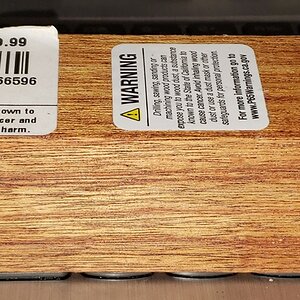 9.99
66596
own to
cer and
harm.
WARNING
Drilling, sawing, sanding or
machining wood products can
expose you to wood dust, a substance
known to the State of California to
cause cancer. Avoid inhaling wood
dust or use a dust mask or other
safeguards for personal protection.
For more information go to
www.P65Warnings.ca.gov